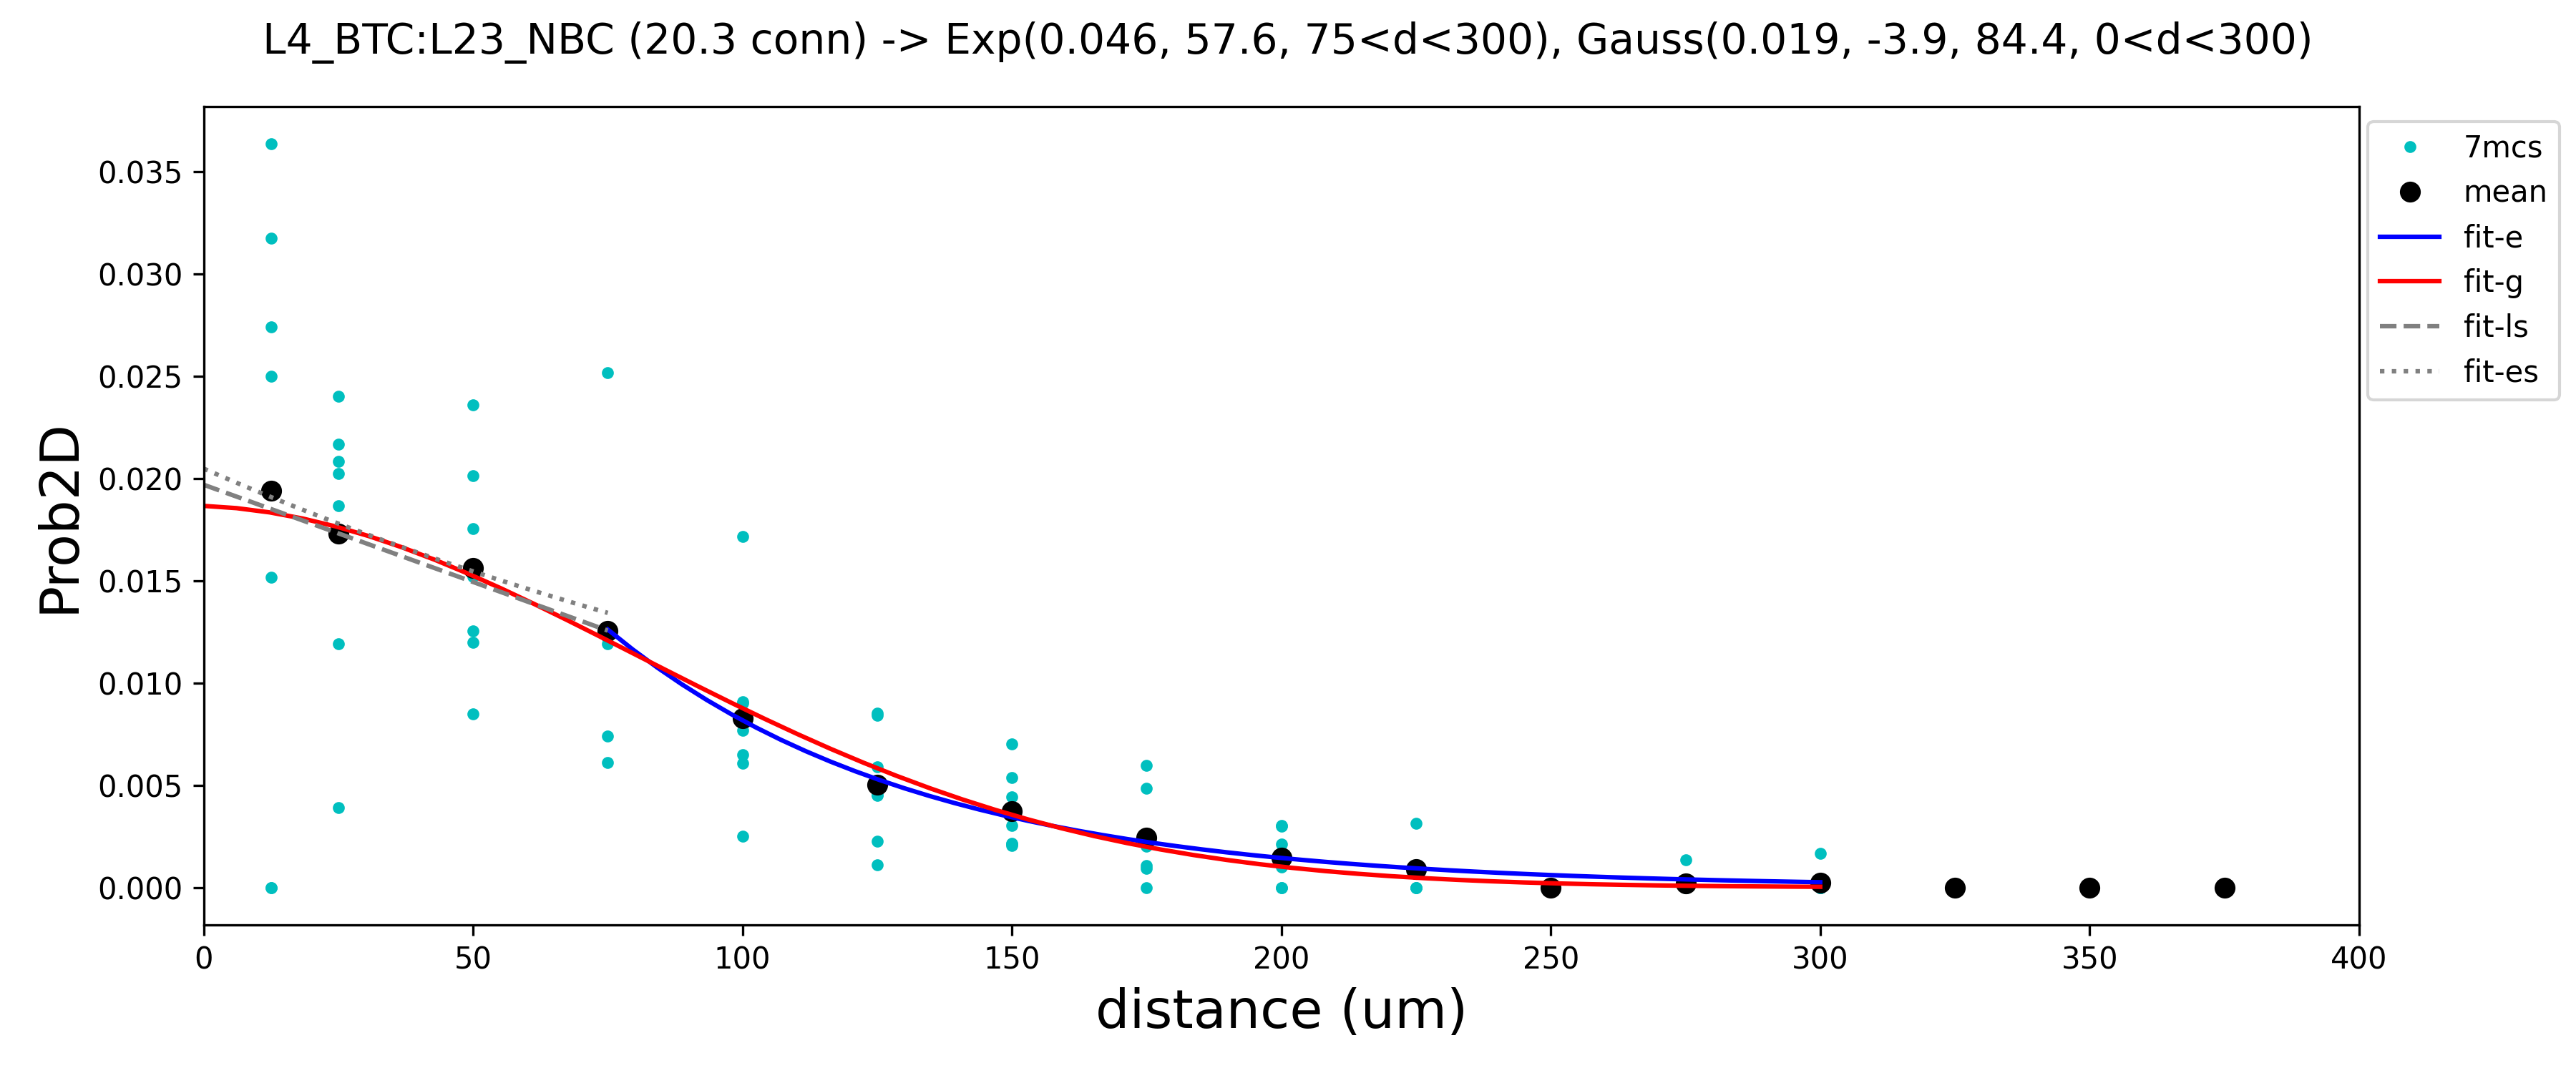 L4_BTC:L23_NBC (20.3 conn) -> Exp(0.046, 57.6, 75<d<300), Gauss(0.019, -3.9, 84.4, 0<d<300)
0.035
0.030
0.025
0.020
0.015
0.010
0.005
0.000
Prob2D
0 50 100 150 200 250 300 350 400
distance (um)
7mcs
mean
fit-e
fit-g
fit-ls
fit-es